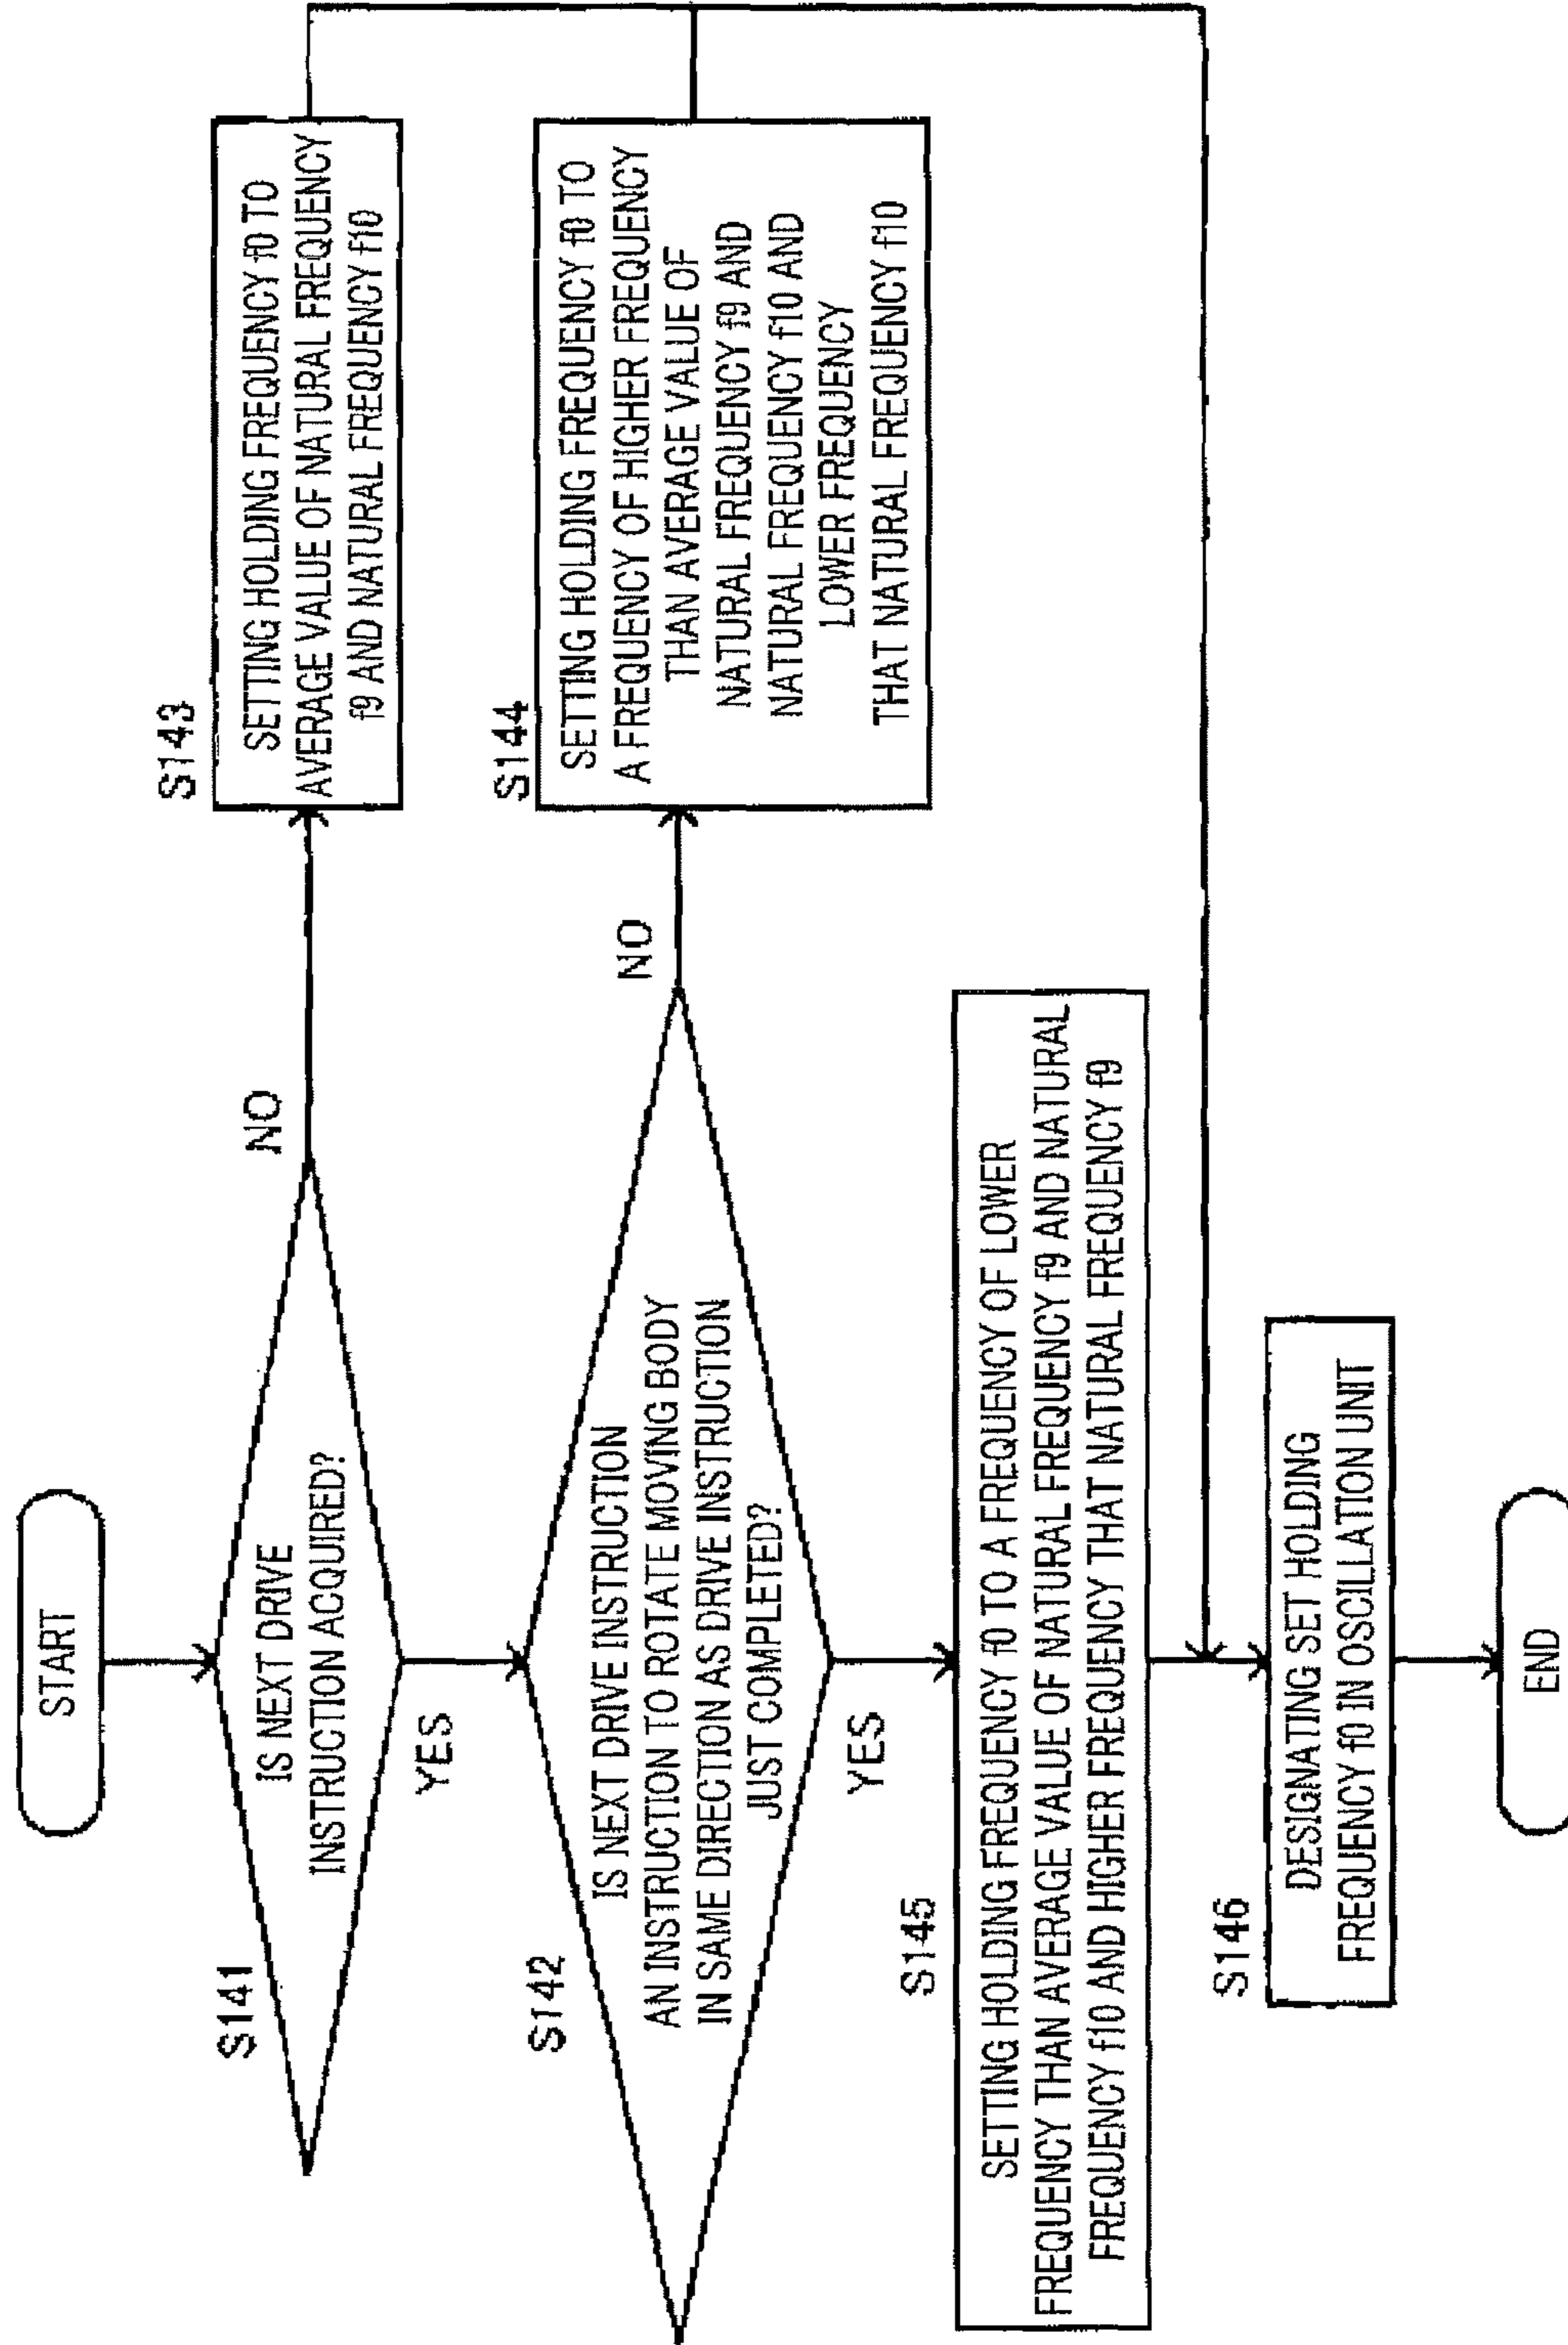 START
S141
IS NEXT DRIVE
INSTRUCTION ACQUIRED?
NO
YES
S143
SETTING HOLDING FREQUENCY f0 TO
AVERAGE VALUE OF NATURAL FREQUENCY
f9 AND NATURAL FREQUENCY f10
S142
IS NEXT DRIVE INSTRUCTION
AN INSTRUCTION TO ROTATE MOVING BODY
IN SAME DIRECTION AS DRIVE INSTRUCTION
JUST COMPLETED?
NO
YES
S144
SETTING HOLDING FREQUENCY f0 TO
A FREQUENCY OF HIGHER FREQUENCY
THAN AVERAGE VALUE OF
NATURAL FREQUENCY f9 AND
NATURAL FREQUENCY f10 AND
LOWER FREQUENCY
THAT NATURAL FREQUENCY f10
S145
SETTING HOLDING FREQUENCY f0 TO A FREQUENCY OF LOWER
FREQUENCY THAN AVERAGE VALUE OF NATURAL FREQUENCY f9 AND NATURAL
FREQUENCY f10 AND HIGHER FREQUENCY THAT NATURAL FREQUENCY f9
S146
DESIGNATING SET HOLDING
FREQUENCY f0 IN OSCILLATION UNIT
END